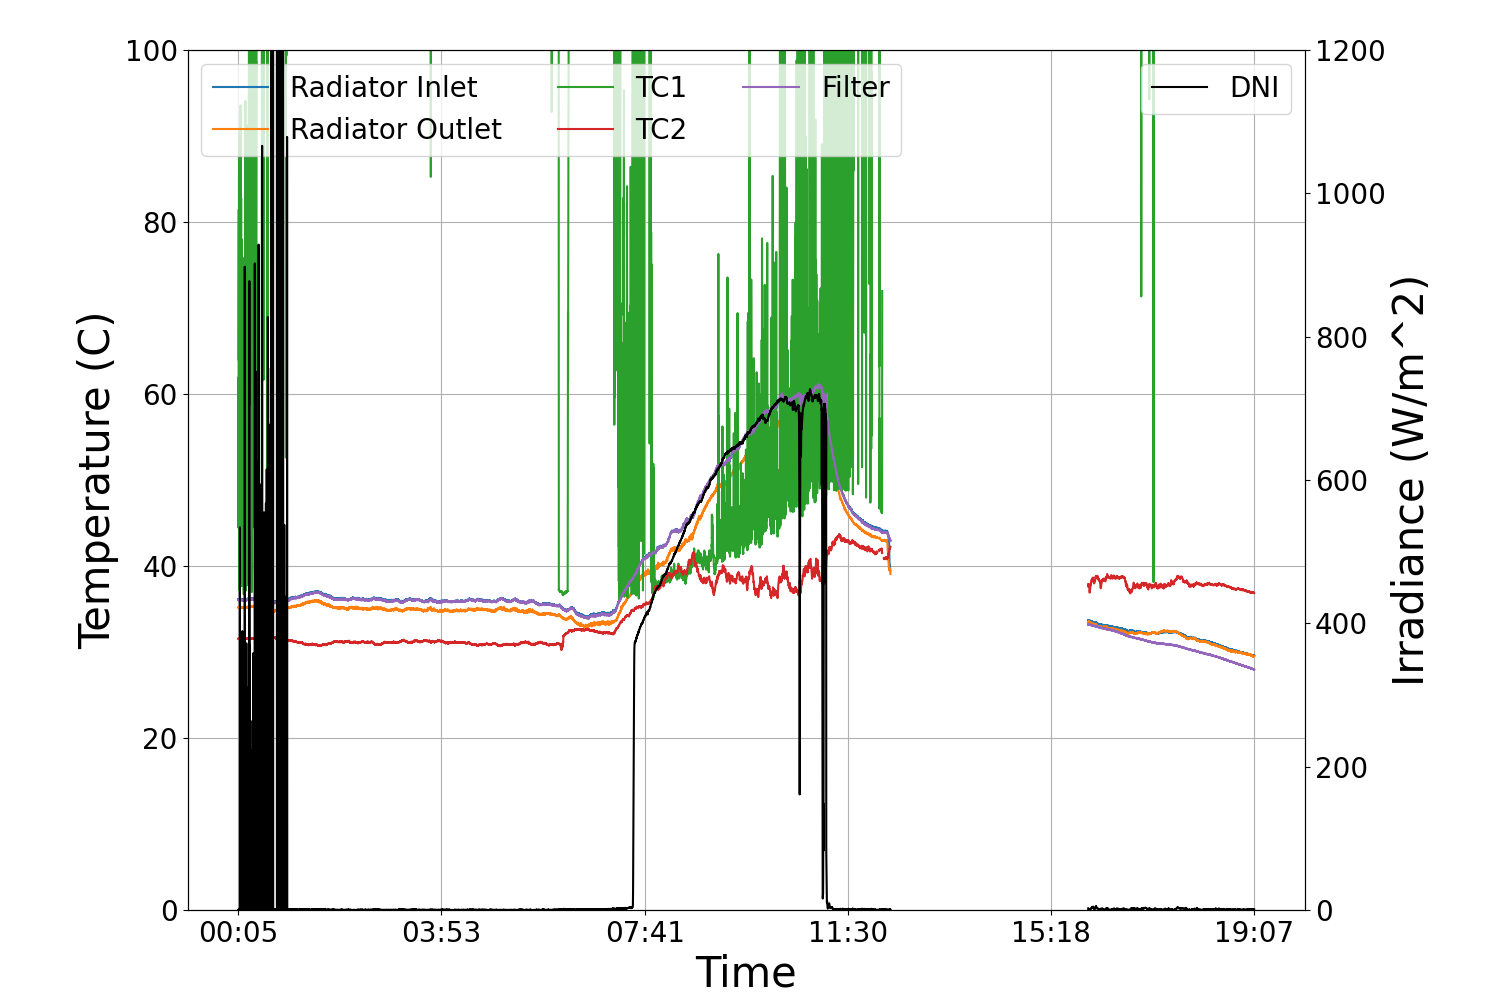 100
80
60
40
20
0
Temperature (C)
Radiator Inlet
Radiator Outlet
TC1
TC2
Filter
DNI
1200
1000
800
600
400
200
0
Irradiance (W/m^2)
00:05 03:53 07:41 11:30 15:18 19:07
Time